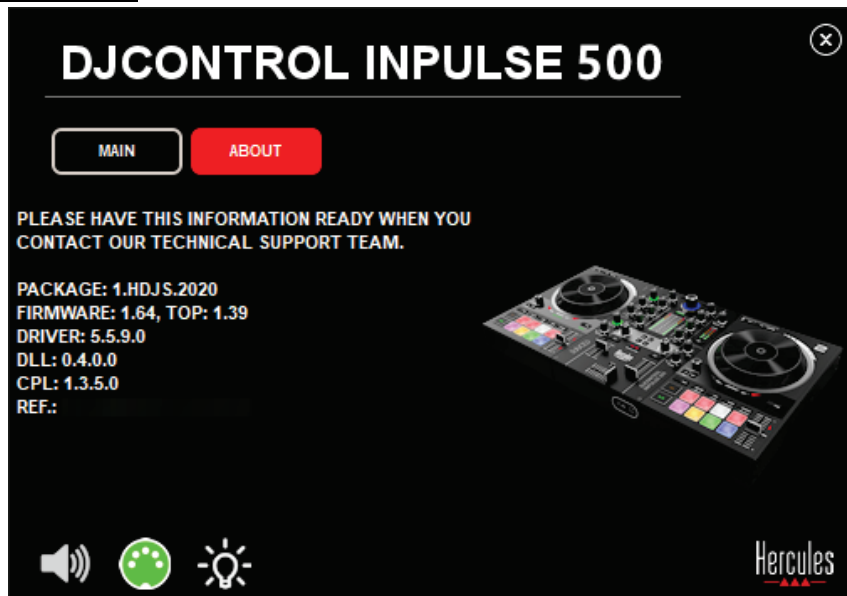 DJCONTROL INPULSE 500
MAIN
ABOUT
PLEASE HAVE THIS INFORMATION READY WHEN YOU
CONTACT OUR TECHNICAL SUPPORT TEAM.
PACKAGE: 1.HDJS.2020
FIRMWARE: 1.64, TOP: 1.39
DRIVER: 5.5.9.0
DLL: 0.4.0.0
CPL: 1.3.5.0
REF.:
Hercules